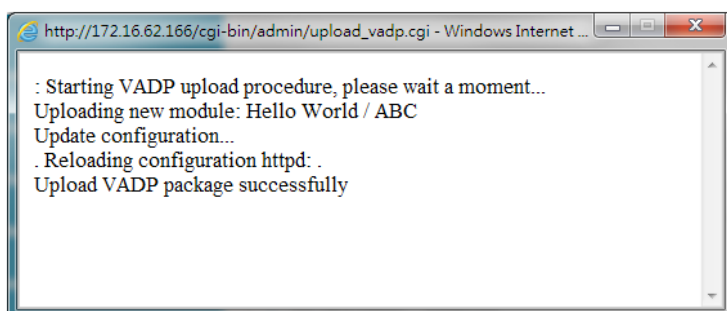 http://172.16.62.166/cgi-bin/admin/upload_vadp.cgi - Windows Internet ...
: Starting VADP upload procedure, please wait a moment...
Uploading new module: Hello World / ABC
Update configuration...
. Reloading configuration httpd: .
Upload VADP package successfully